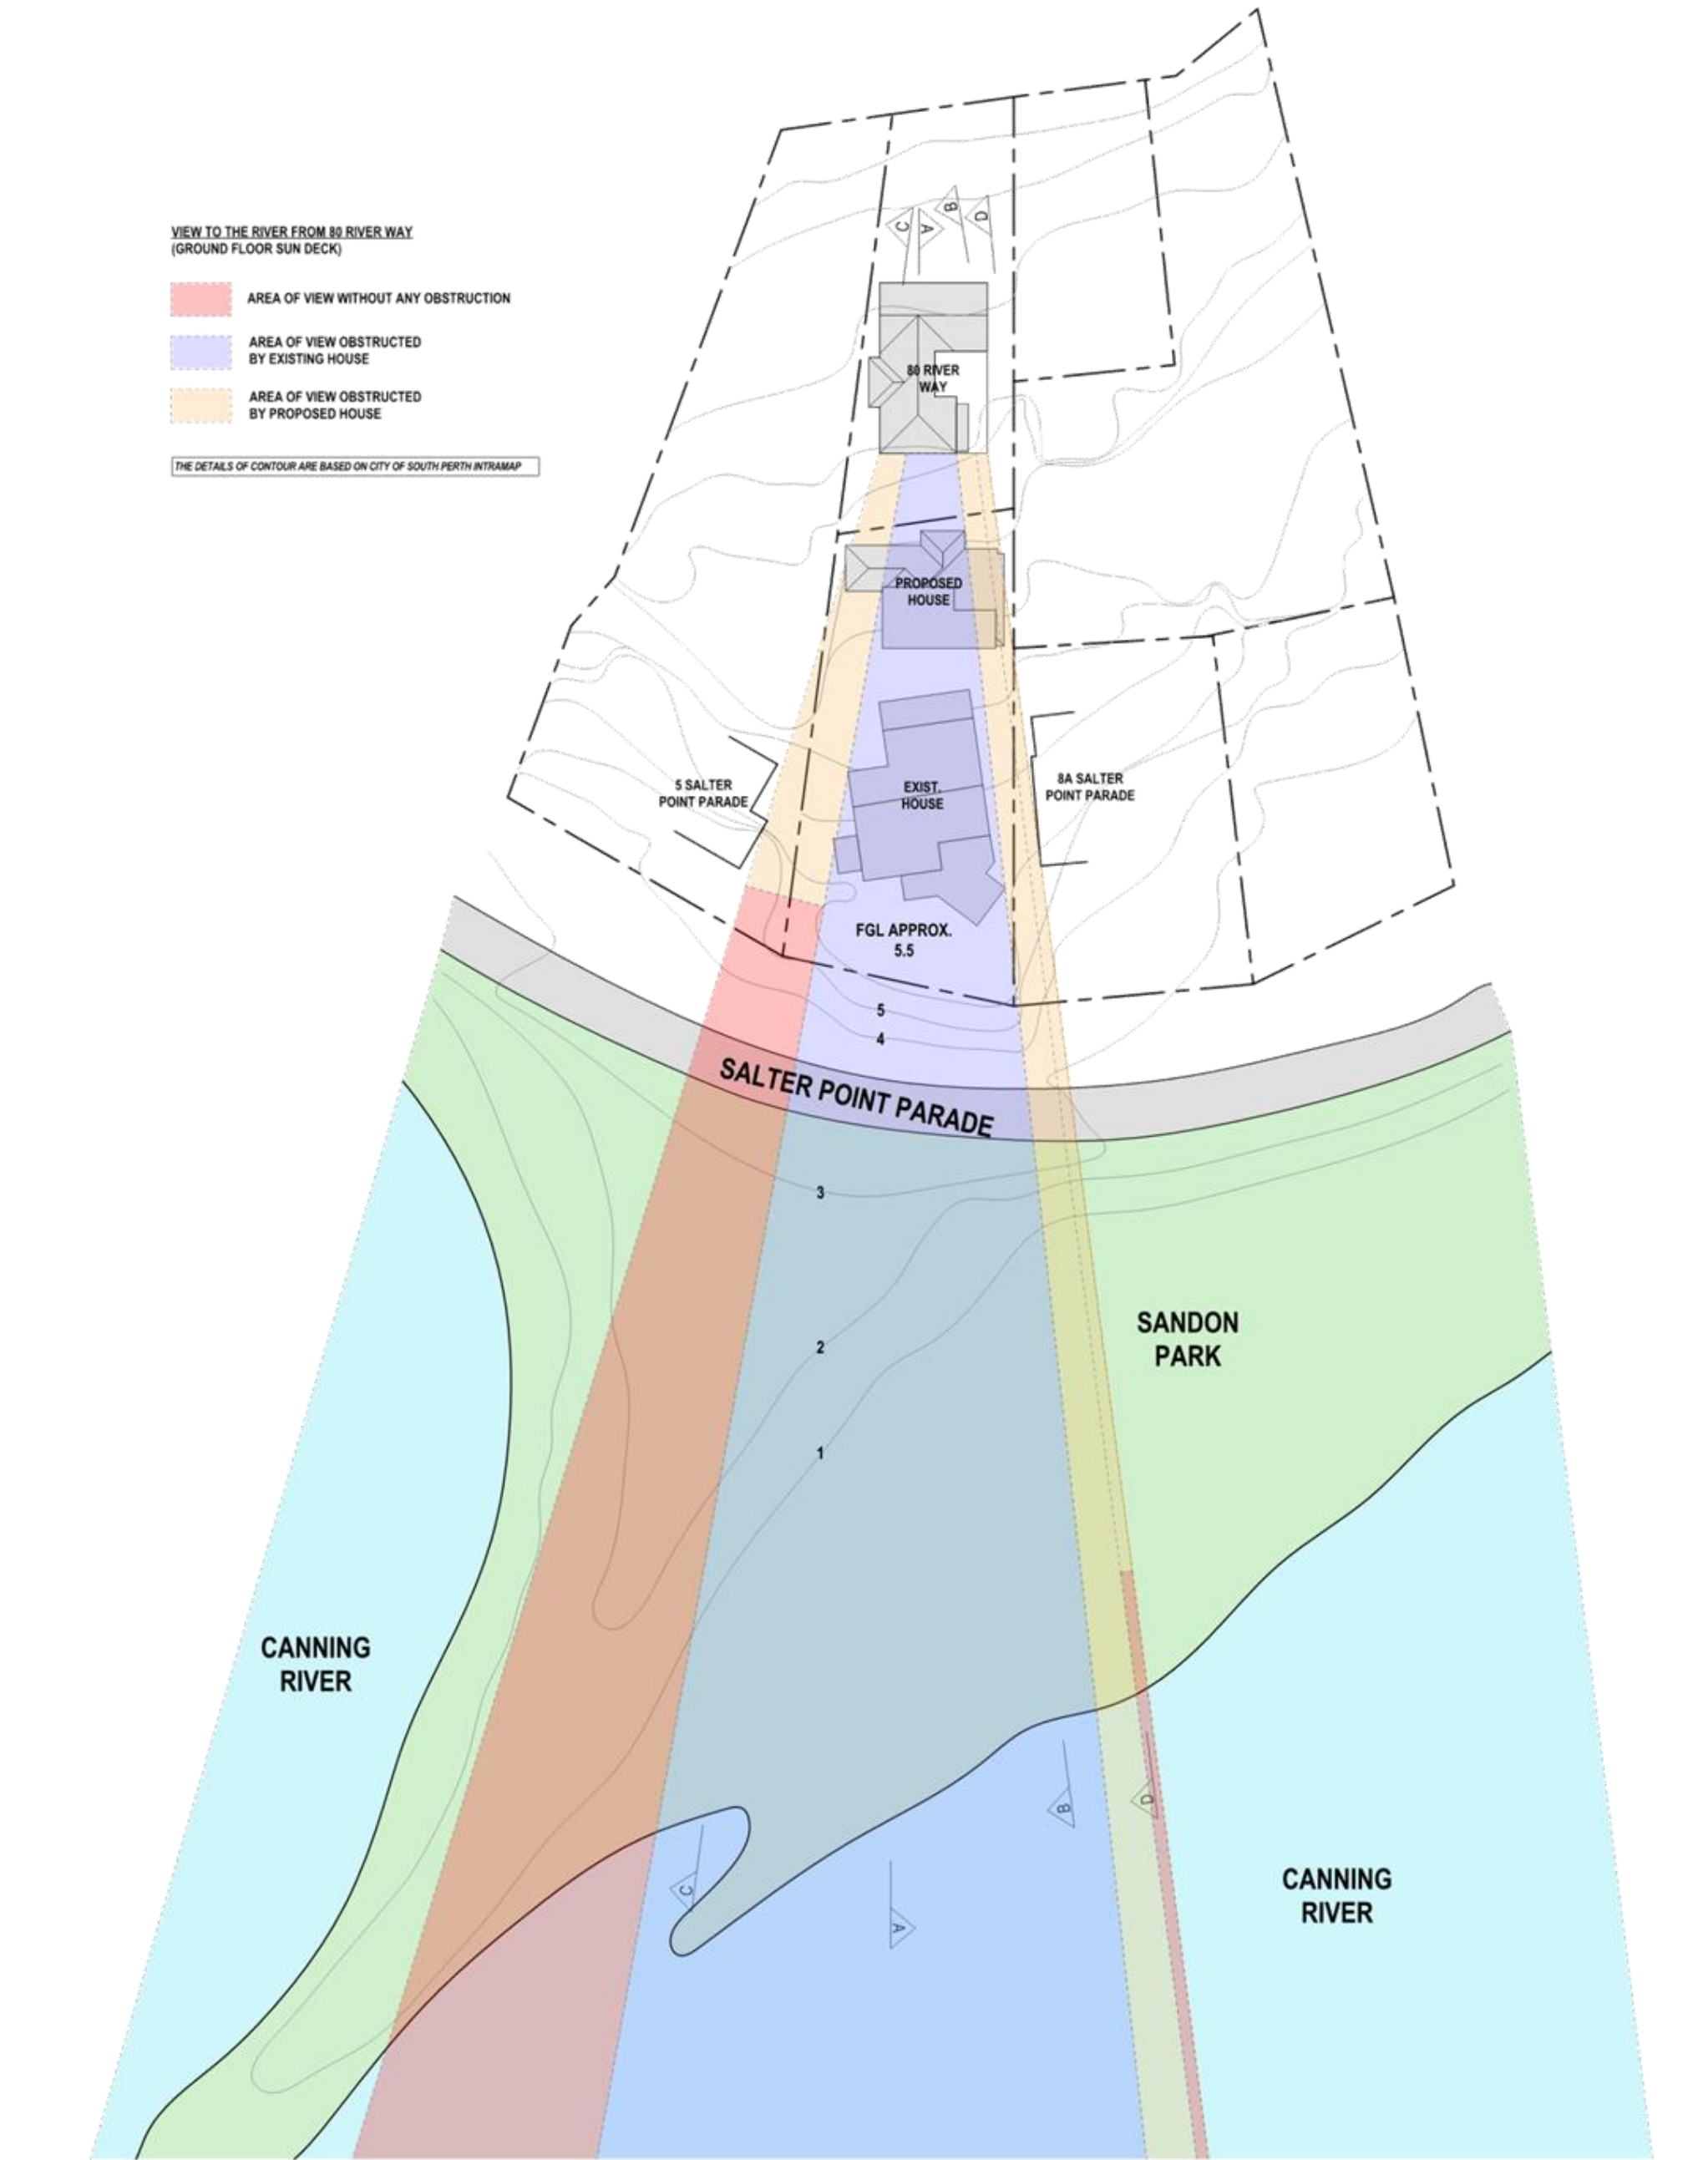 VIEW TO THE RIVER FROM 80 RIVER WAY
(GROUND FLOOR SUN DECK)
AREA OF VIEW WITHOUT ANY OBSTRUCTION
AREA OF VIEW OBSTRUCTED
BY EXISTING HOUSE
AREA OF VIEW OBSTRUCTED
BY PROPOSED HOUSE
THE DETAILS OF CONTOUR ARE BASED ON CITY OF SOUTH PERTH INTRAMAP
C
A
B
D
80 RIVER
WAY
PROPOSED
HOUSE
5 SALTER
POINT PARADE
EXIST.
HOUSE
8A SALTER
POINT PARADE
FGL APPROX.
5.5
5
4
SALTER POINT PARADE
3
2
1
SANDON
PARK
CANNING
RIVER
B
D
C
A
CANNING
RIVER